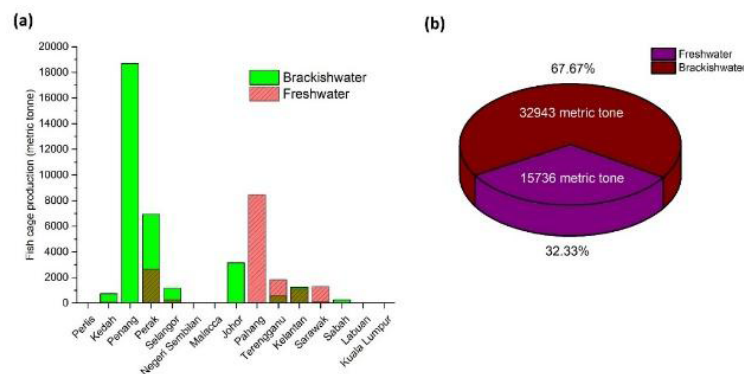 (a)
20000
18000
16000
14000
12000
10000
8000
6000
4000
2000
0
Fish cage production (metric tonne)
Brackishwater
Freshwater
Perlis
Kedah
Penang
Perak
Selangor
Negeri Sembilan
Malacca
Johor
Pahang
Terengganu
Kelantan
Sarawak
Sabah
Labuan
Kuala Lumpur
(b)
Freshwater
Brackishwater
67.67%
32943 metric tone
15736 metric tone
32.33%